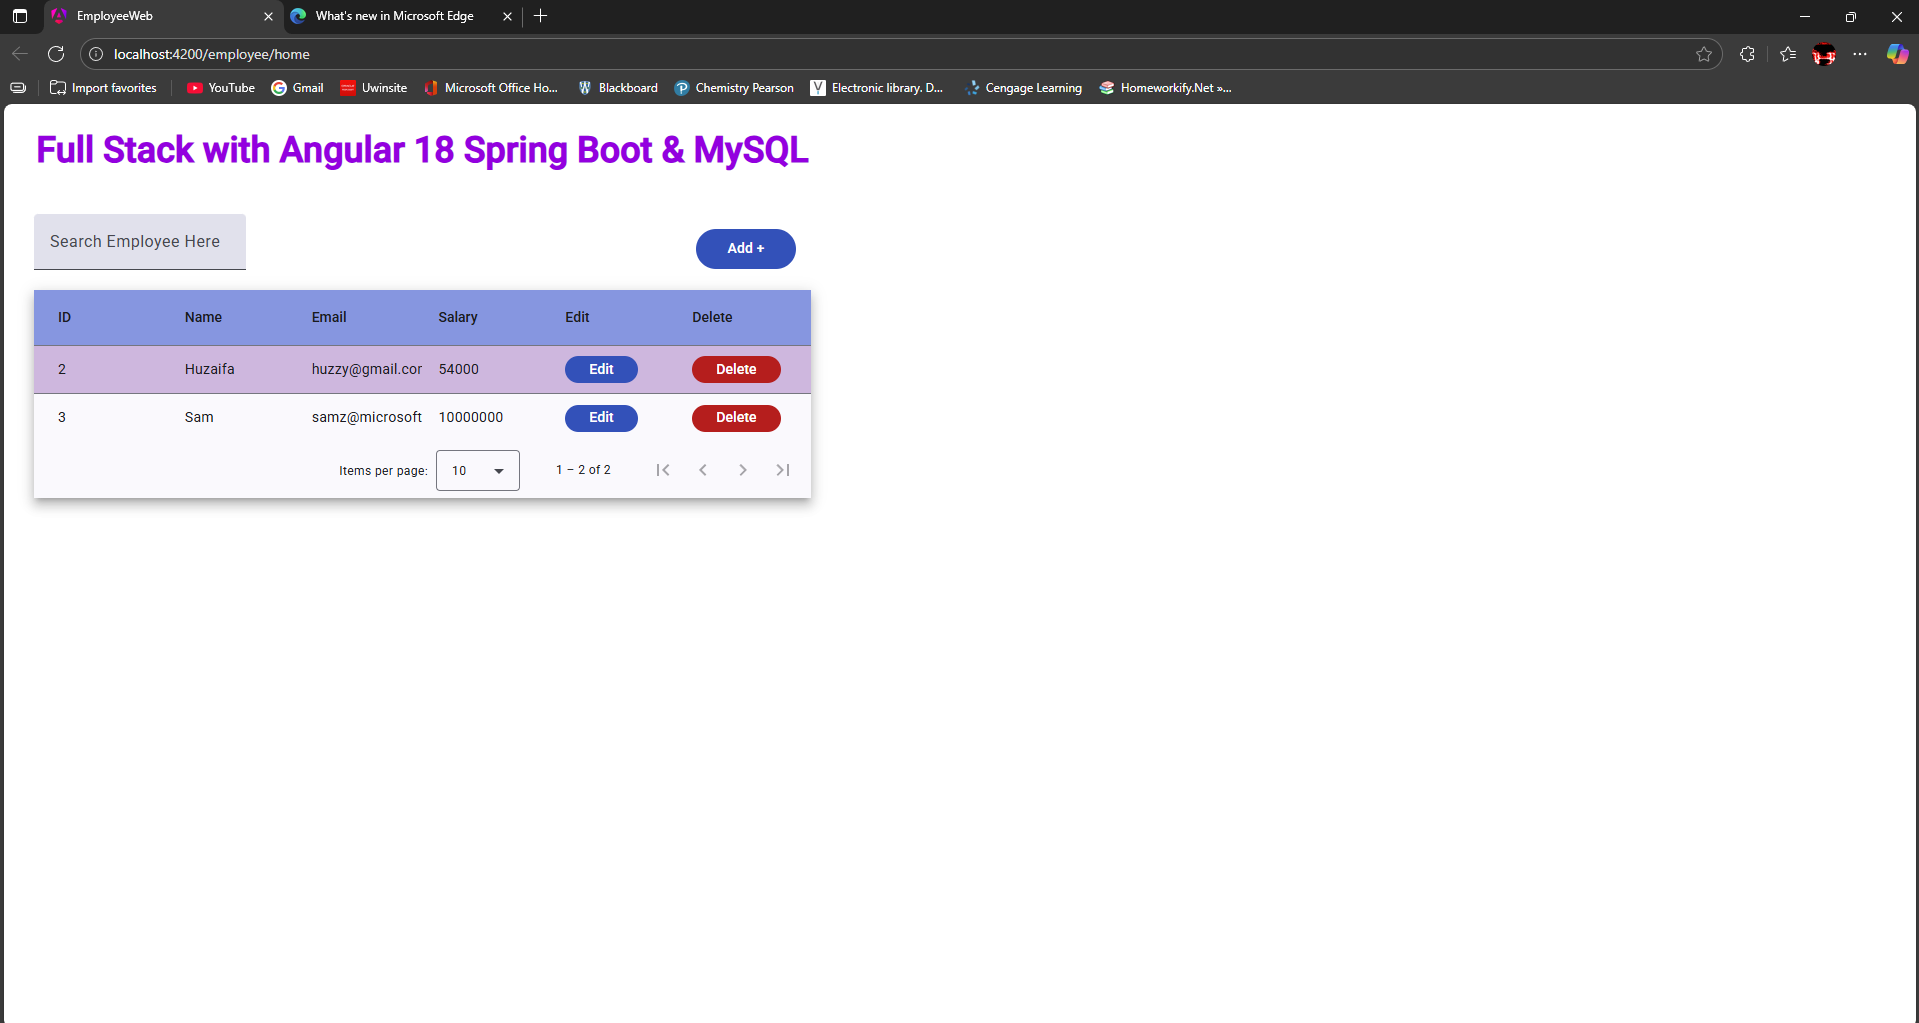 EmployeeWeb
What's new in Microsoft Edge
localhost:4200/employee/home
Import favorites
YouTube
Gmail
Uwinsite
Microsoft Office Ho...
Blackboard
Chemistry Pearson
Electronic library. D...
Cengage Learning
Homeworkify.Net »...
Full Stack with Angular 18 Spring Boot & MySQL
Search Employee Here
Add +
ID Name Email Salary Edit Delete
2 Huzaifa huzzy@gmail.cor 54000 Edit Delete
3 Sam samz@microsoft 10000000 Edit Delete
Items per page: 10 1 – 2 of 2